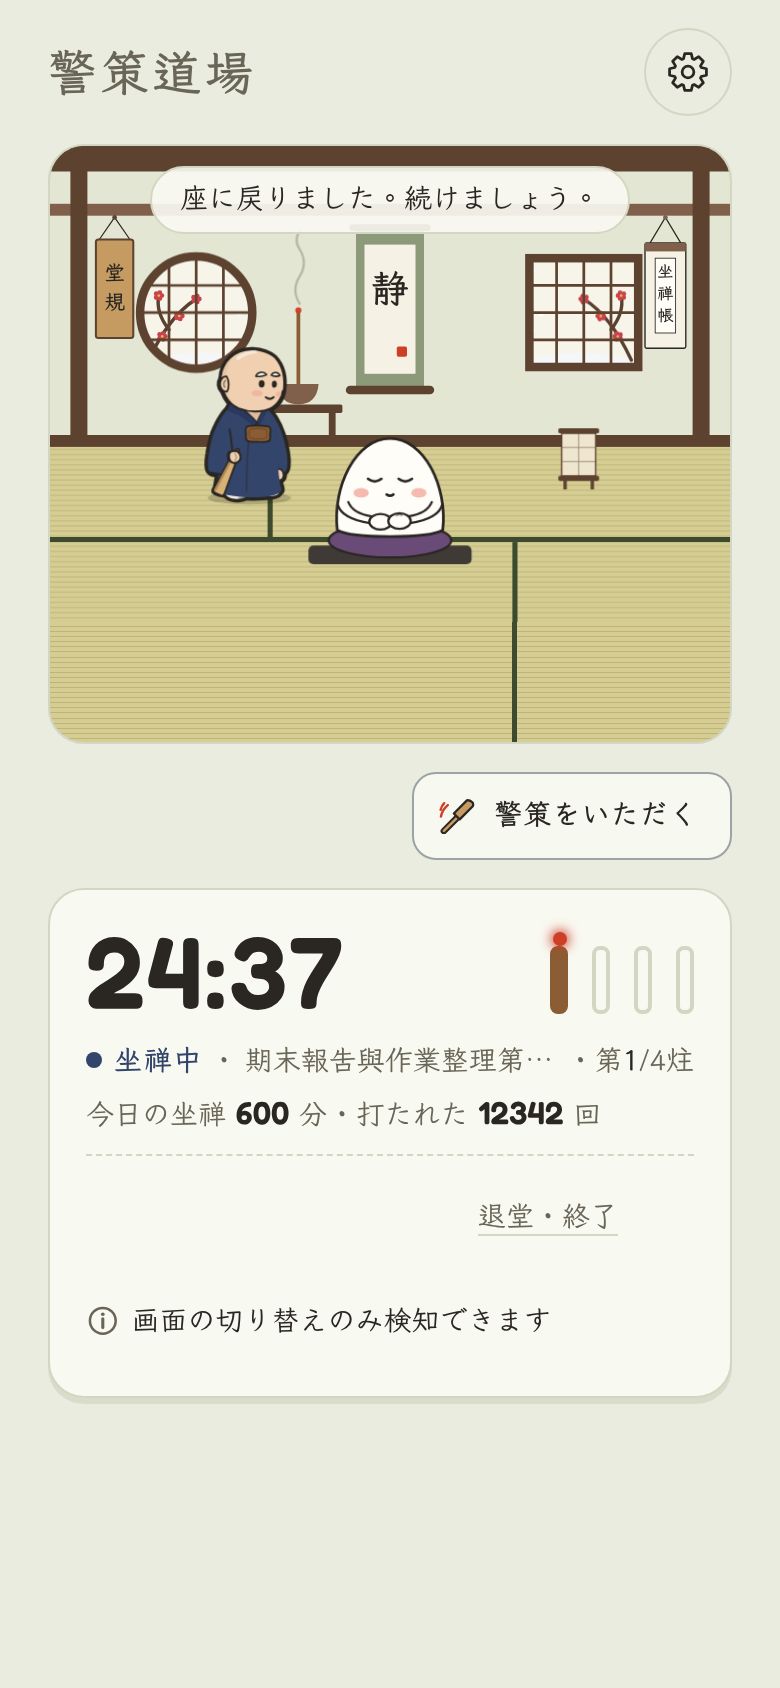 警策道場
座に戻りました。続けましょう。
堂規
静
坐禅帳
警策をいただく
24:37
坐禅中 ・ 期末報告與作業整理第… ・第1/4炷
今日の坐禅 600 分・打たれた 12342 回
退堂・終了
画面の切り替えのみ検知できます